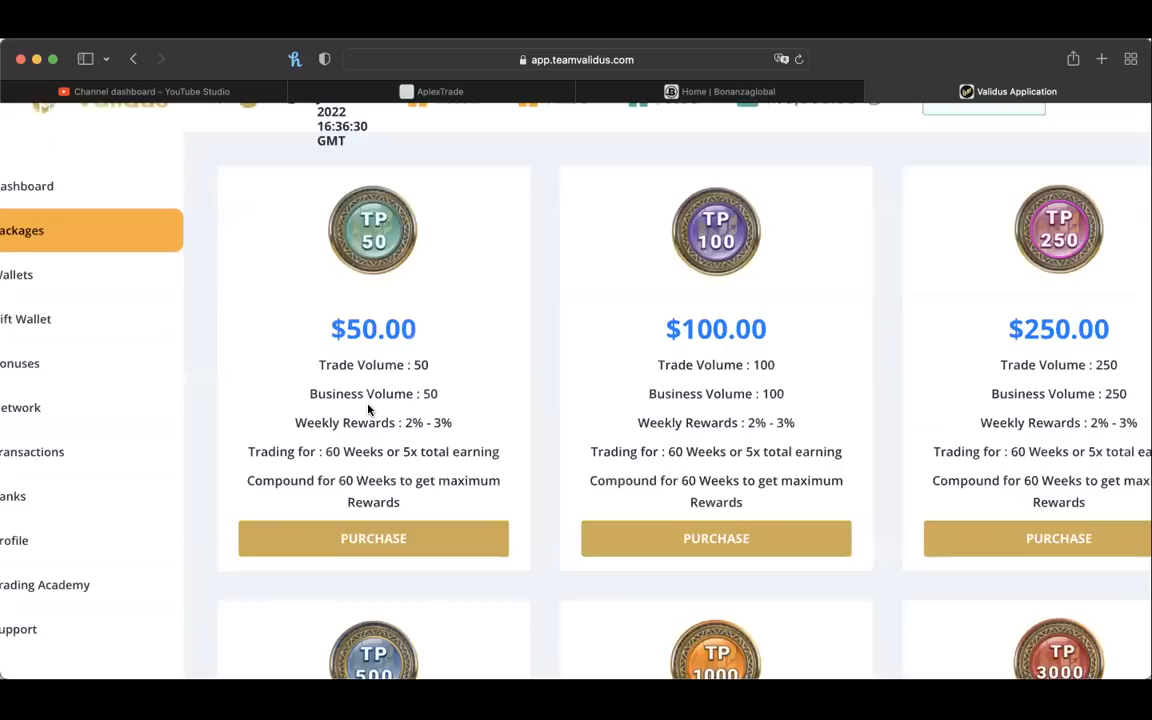 app.teamvalidus.com
Channel dashboard - YouTube Studio
ApiexTrade
Home | Bonanzaglobal
Validus Application
2022
16:36:30
GMT
ashboard
ackages
allets
ift Wallet
onuses
etwork
ransactions
anks
rofile
rading Academy
upport
TP
50
$50.00
Trade Volume : 50
Business Volume : 50
Weekly Rewards : 2% - 3%
Trading for : 60 Weeks or 5x total earning
Compound for 60 Weeks to get maximum
Rewards
PURCHASE
TP
100
$100.00
Trade Volume : 100
Business Volume : 100
Weekly Rewards : 2% - 3%
Trading for : 60 Weeks or 5x total earning
Compound for 60 Weeks to get maximum
Rewards
PURCHASE
TP
250
$250.00
Trade Volume : 250
Business Volume : 250
Weekly Rewards : 2% - 3%
Trading for : 60 Weeks or 5x total ea
Compound for 60 Weeks to get max
Rewards
PURCHASE
TP
500
TP
1000
TP
3000